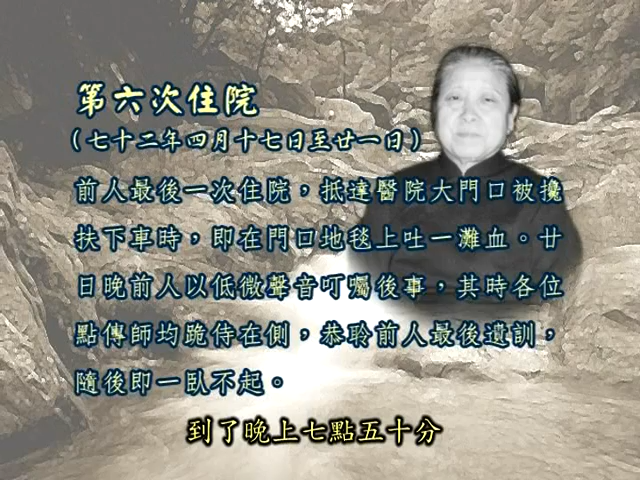 第六次住院
（七十二年四月十七日至廿一日）
前人最後一次住院，抵達醫院大門口被攙
扶下車時，即在門口地毯上吐一灘血。廿
日晚前人以低微聲音叮囑後事，其時各位
點傳師均跪侍在側，恭聆前人最後遺訓，
隨後即一臥不起。
到了晚上七點五十分